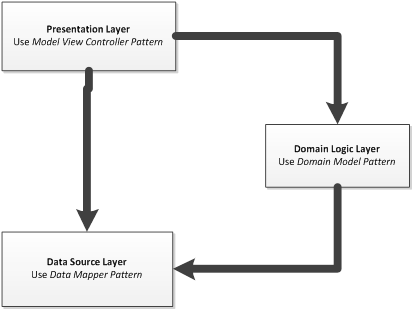 Presentation Layer
Use Model View Controller Pattern
Domain Logic Layer
Use Domain Model Pattern
Data Source Layer
Use Data Mapper Pattern